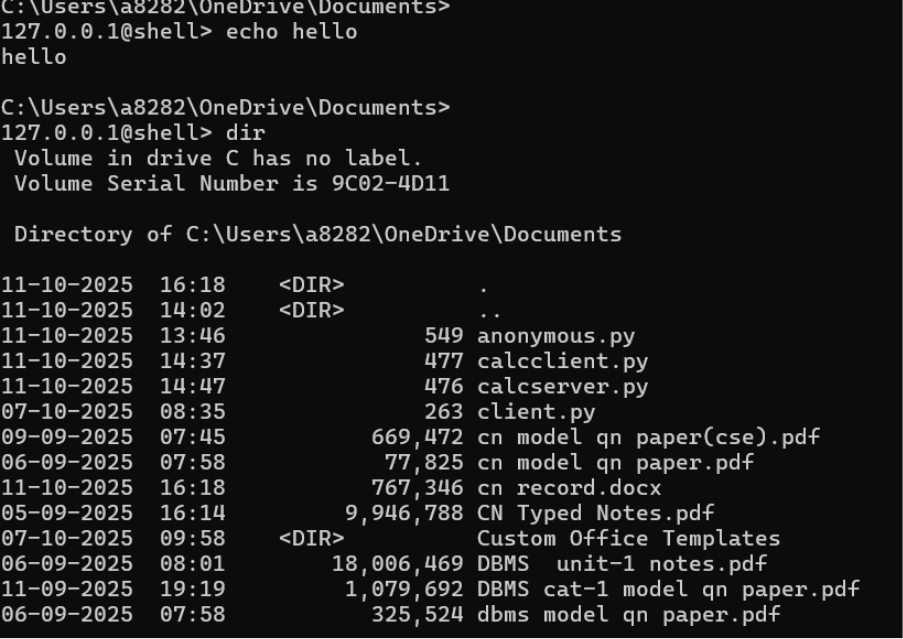 C:\Users\a8282\OneDrive\Documents>
127.0.0.1@shell> echo hello
hello
C:\Users\a8282\OneDrive\Documents>
127.0.0.1@shell> dir
 Volume in drive C has no label.
 Volume Serial Number is 9C02-4D11
 Directory of C:\Users\a8282\OneDrive\Documents
11-10-2025  16:18    <DIR>          .
11-10-2025  14:02    <DIR>          ..
11-10-2025  13:46               549 anonymous.py
11-10-2025  14:37               477 calcclient.py
11-10-2025  14:47               476 calcserver.py
07-10-2025  08:35               263 client.py
09-09-2025  07:45           669,472 cn model qn paper(cse).pdf
06-09-2025  07:58            77,825 cn model qn paper.pdf
11-10-2025  16:18           767,346 cn record.docx
05-09-2025  16:14         9,946,788 CN Typed Notes.pdf
07-10-2025  09:58    <DIR>          Custom Office Templates
06-09-2025  08:01        18,006,469 DBMS  unit-1 notes.pdf
11-09-2025  19:19         1,079,692 DBMS cat-1 model qn paper.pdf
06-09-2025  07:58           325,524 dbms model qn paper.pdf